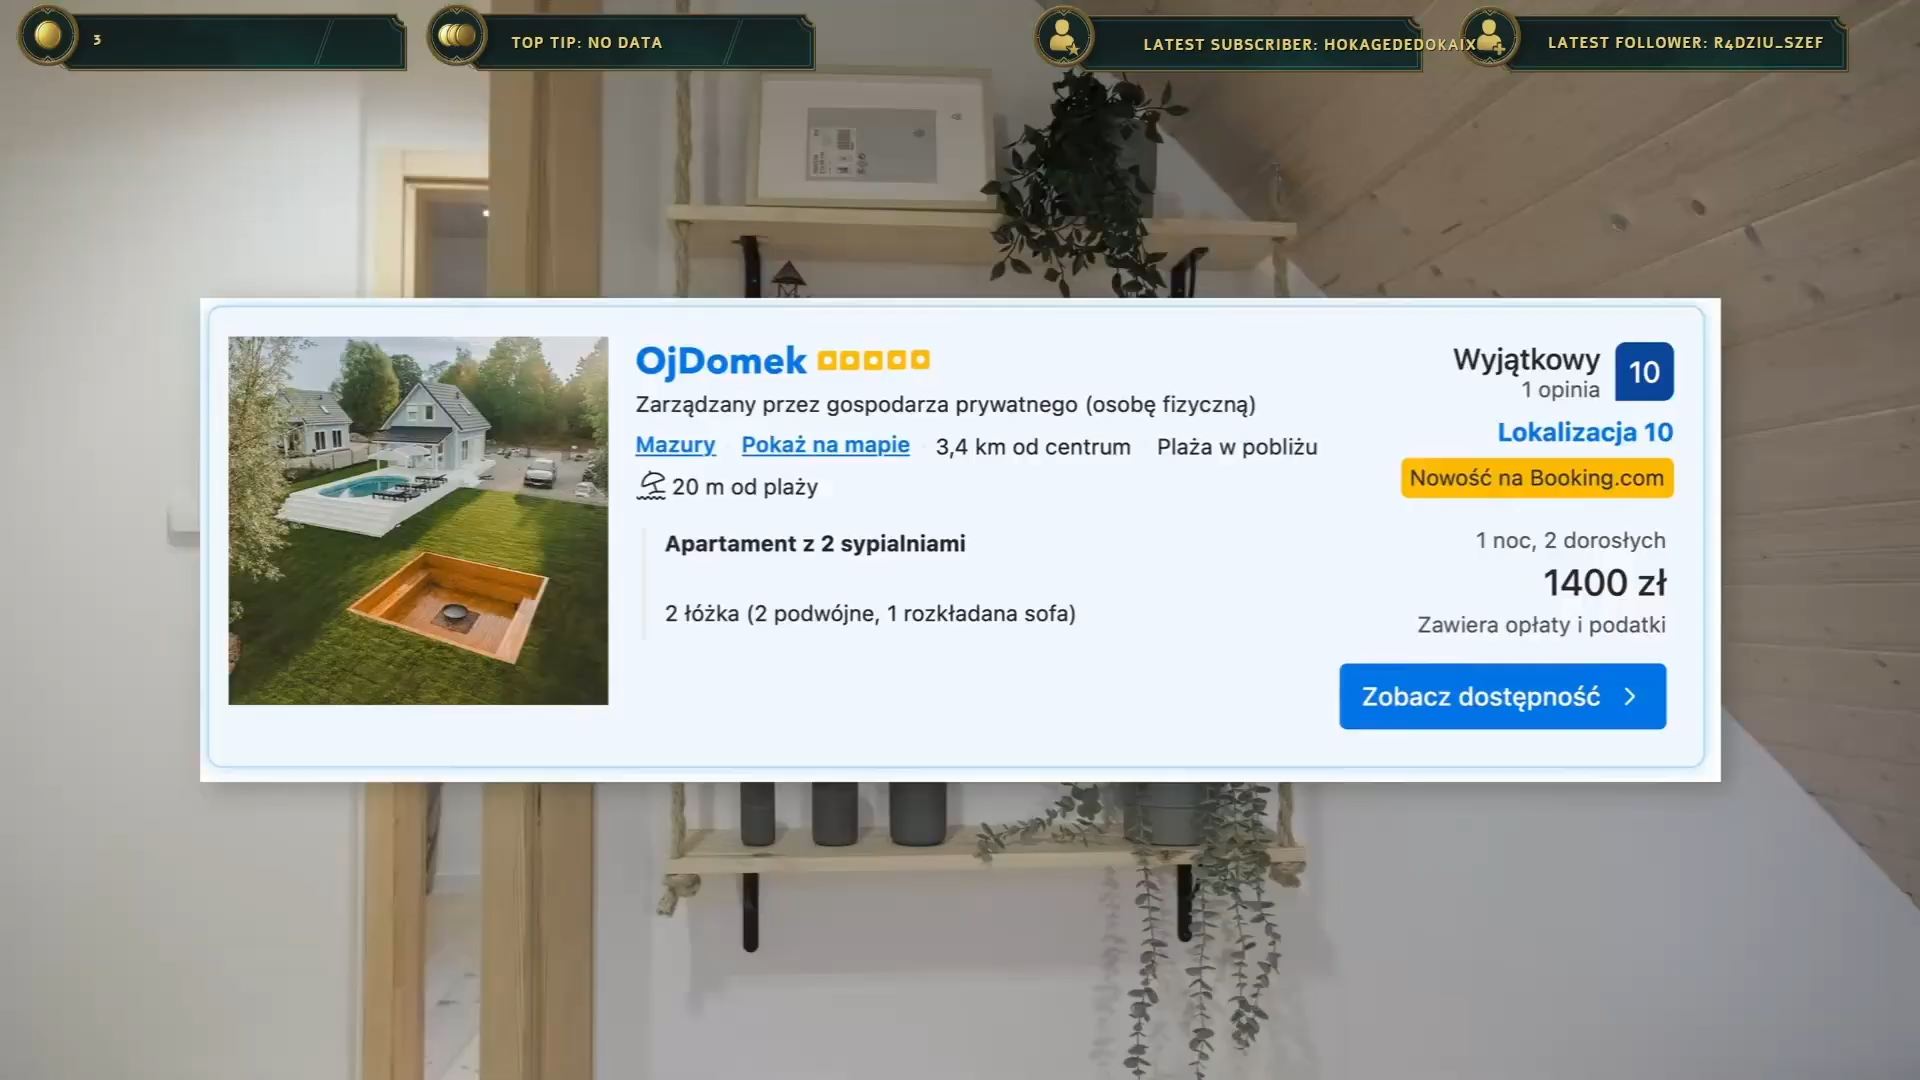 3
TOP TIP: NO DATA
LATEST SUBSCRIBER: HOKAGEDEDOKAIX
LATEST FOLLOWER: R4DZIU_SZEF
OjDomek
Zarządzany przez gospodarza prywatnego (osobę fizyczną)
Mazury Pokaż na mapie 3,4 km od centrum Plaża w pobliżu
20 m od plaży
Apartament z 2 sypialniami
2 łóżka (2 podwójne, 1 rozkładana sofa)
Wyjątkowy 10
1 opinia
Lokalizacja 10
Nowość na Booking.com
1 noc, 2 dorosłych
1400 zł
Zawiera opłaty i podatki
Zobacz dostępność